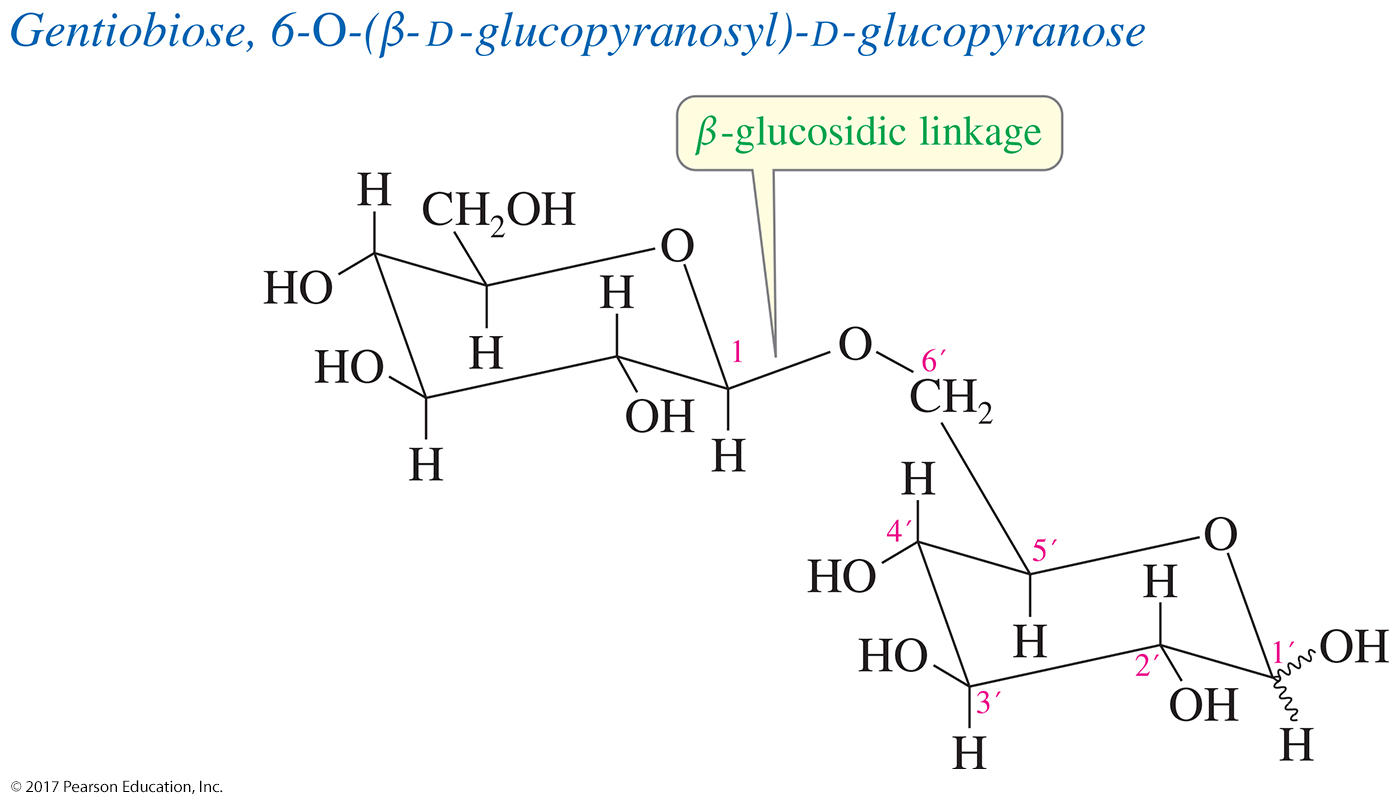 Gentiobiose, 6-O-(β-D-glucopyranosyl)-D-glucopyranose
β-glucosidic linkage
H
CH₂OH
O
HO
H
H
HO
1
O
6′
CH₂
OH
H
H
H
4′
5′
O
HO
H
H
HO
2′
1′
OH
3′
OH
H
H
© 2017 Pearson Education, Inc.